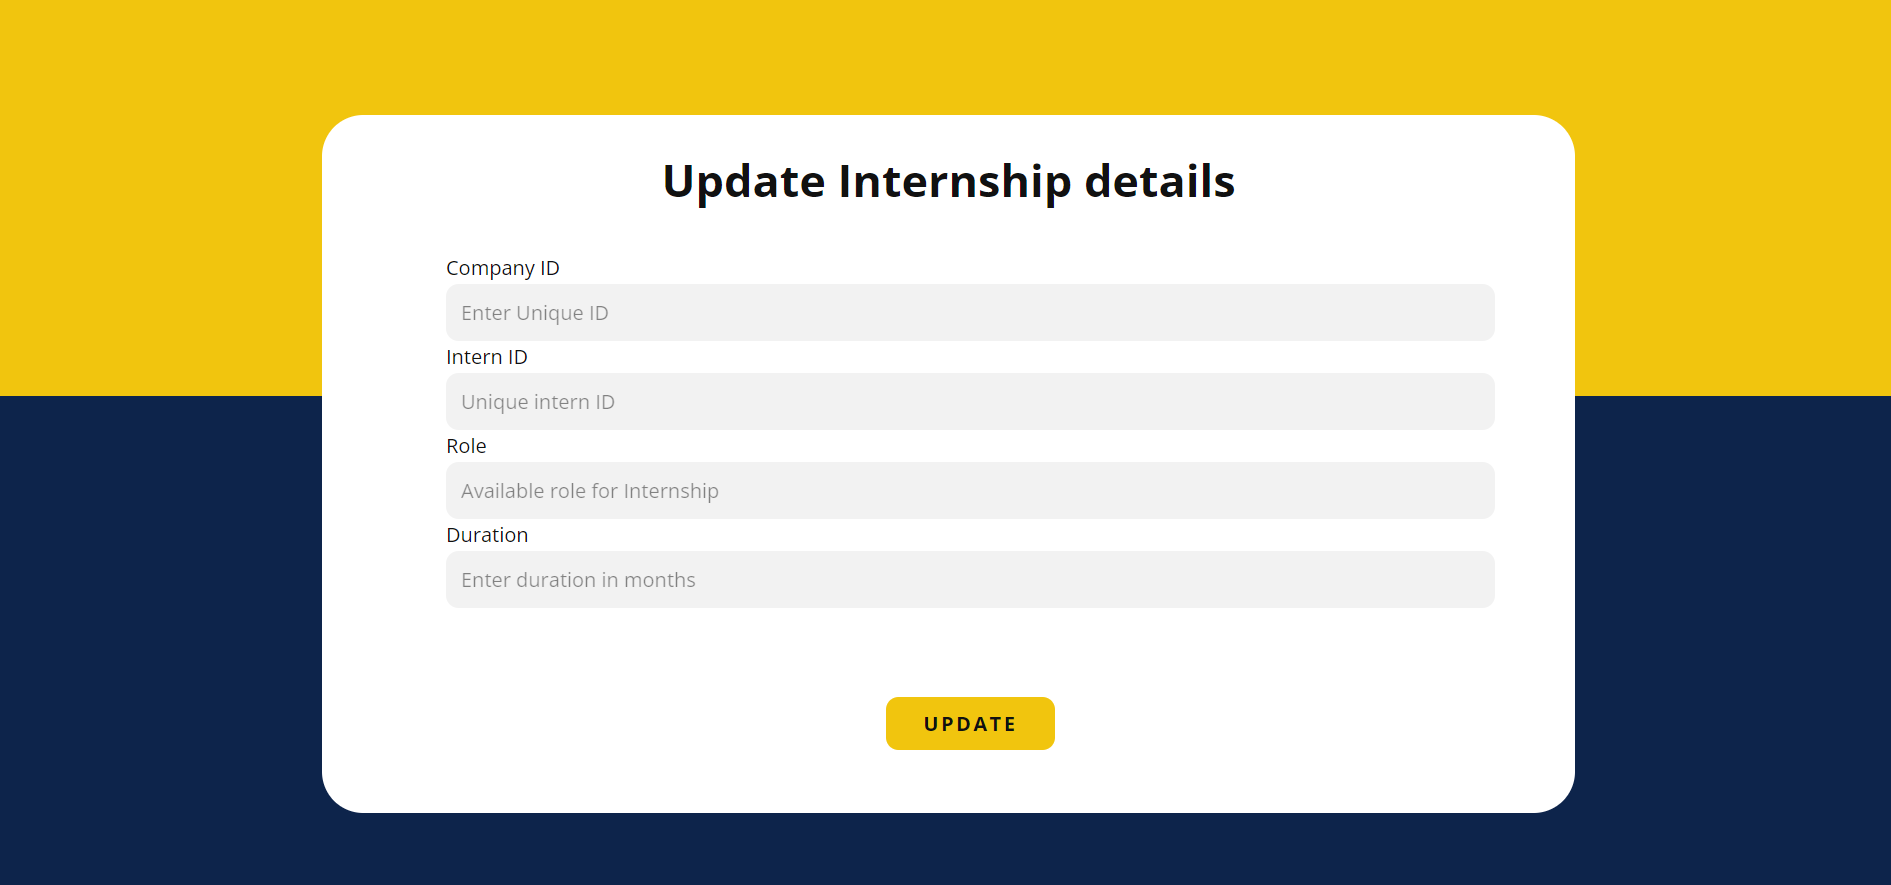 Update Internship details
Company ID
Enter Unique ID
Intern ID
Unique intern ID
Role
Available role for Internship
Duration
Enter duration in months
UPDATE